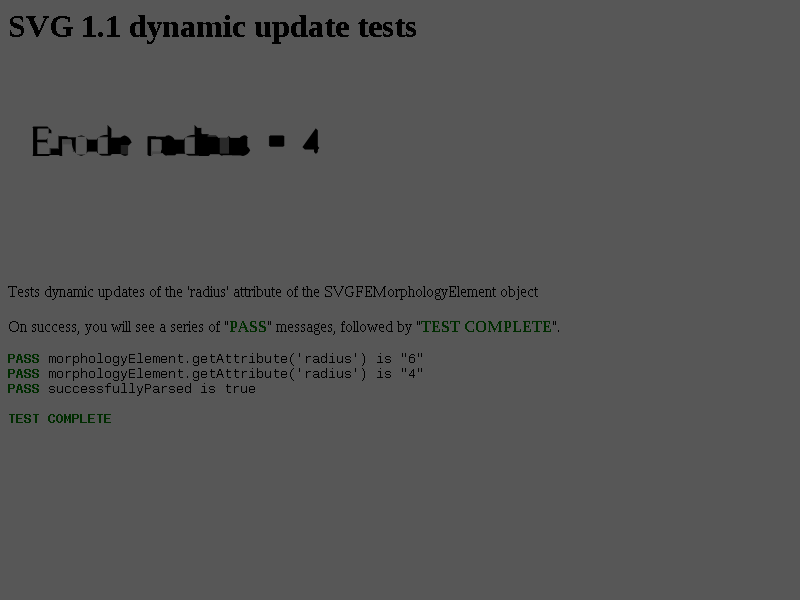 SVG 1.1 dynamic update tests
Erode radius = 4
Tests dynamic updates of the 'radius' attribute of the SVGFEMorphologyElement object
On success, you will see a series of "PASS" messages, followed by "TEST COMPLETE".
PASS morphologyElement.getAttribute('radius') is "6"
PASS morphologyElement.getAttribute('radius') is "4"
PASS successfullyParsed is true
TEST COMPLETE